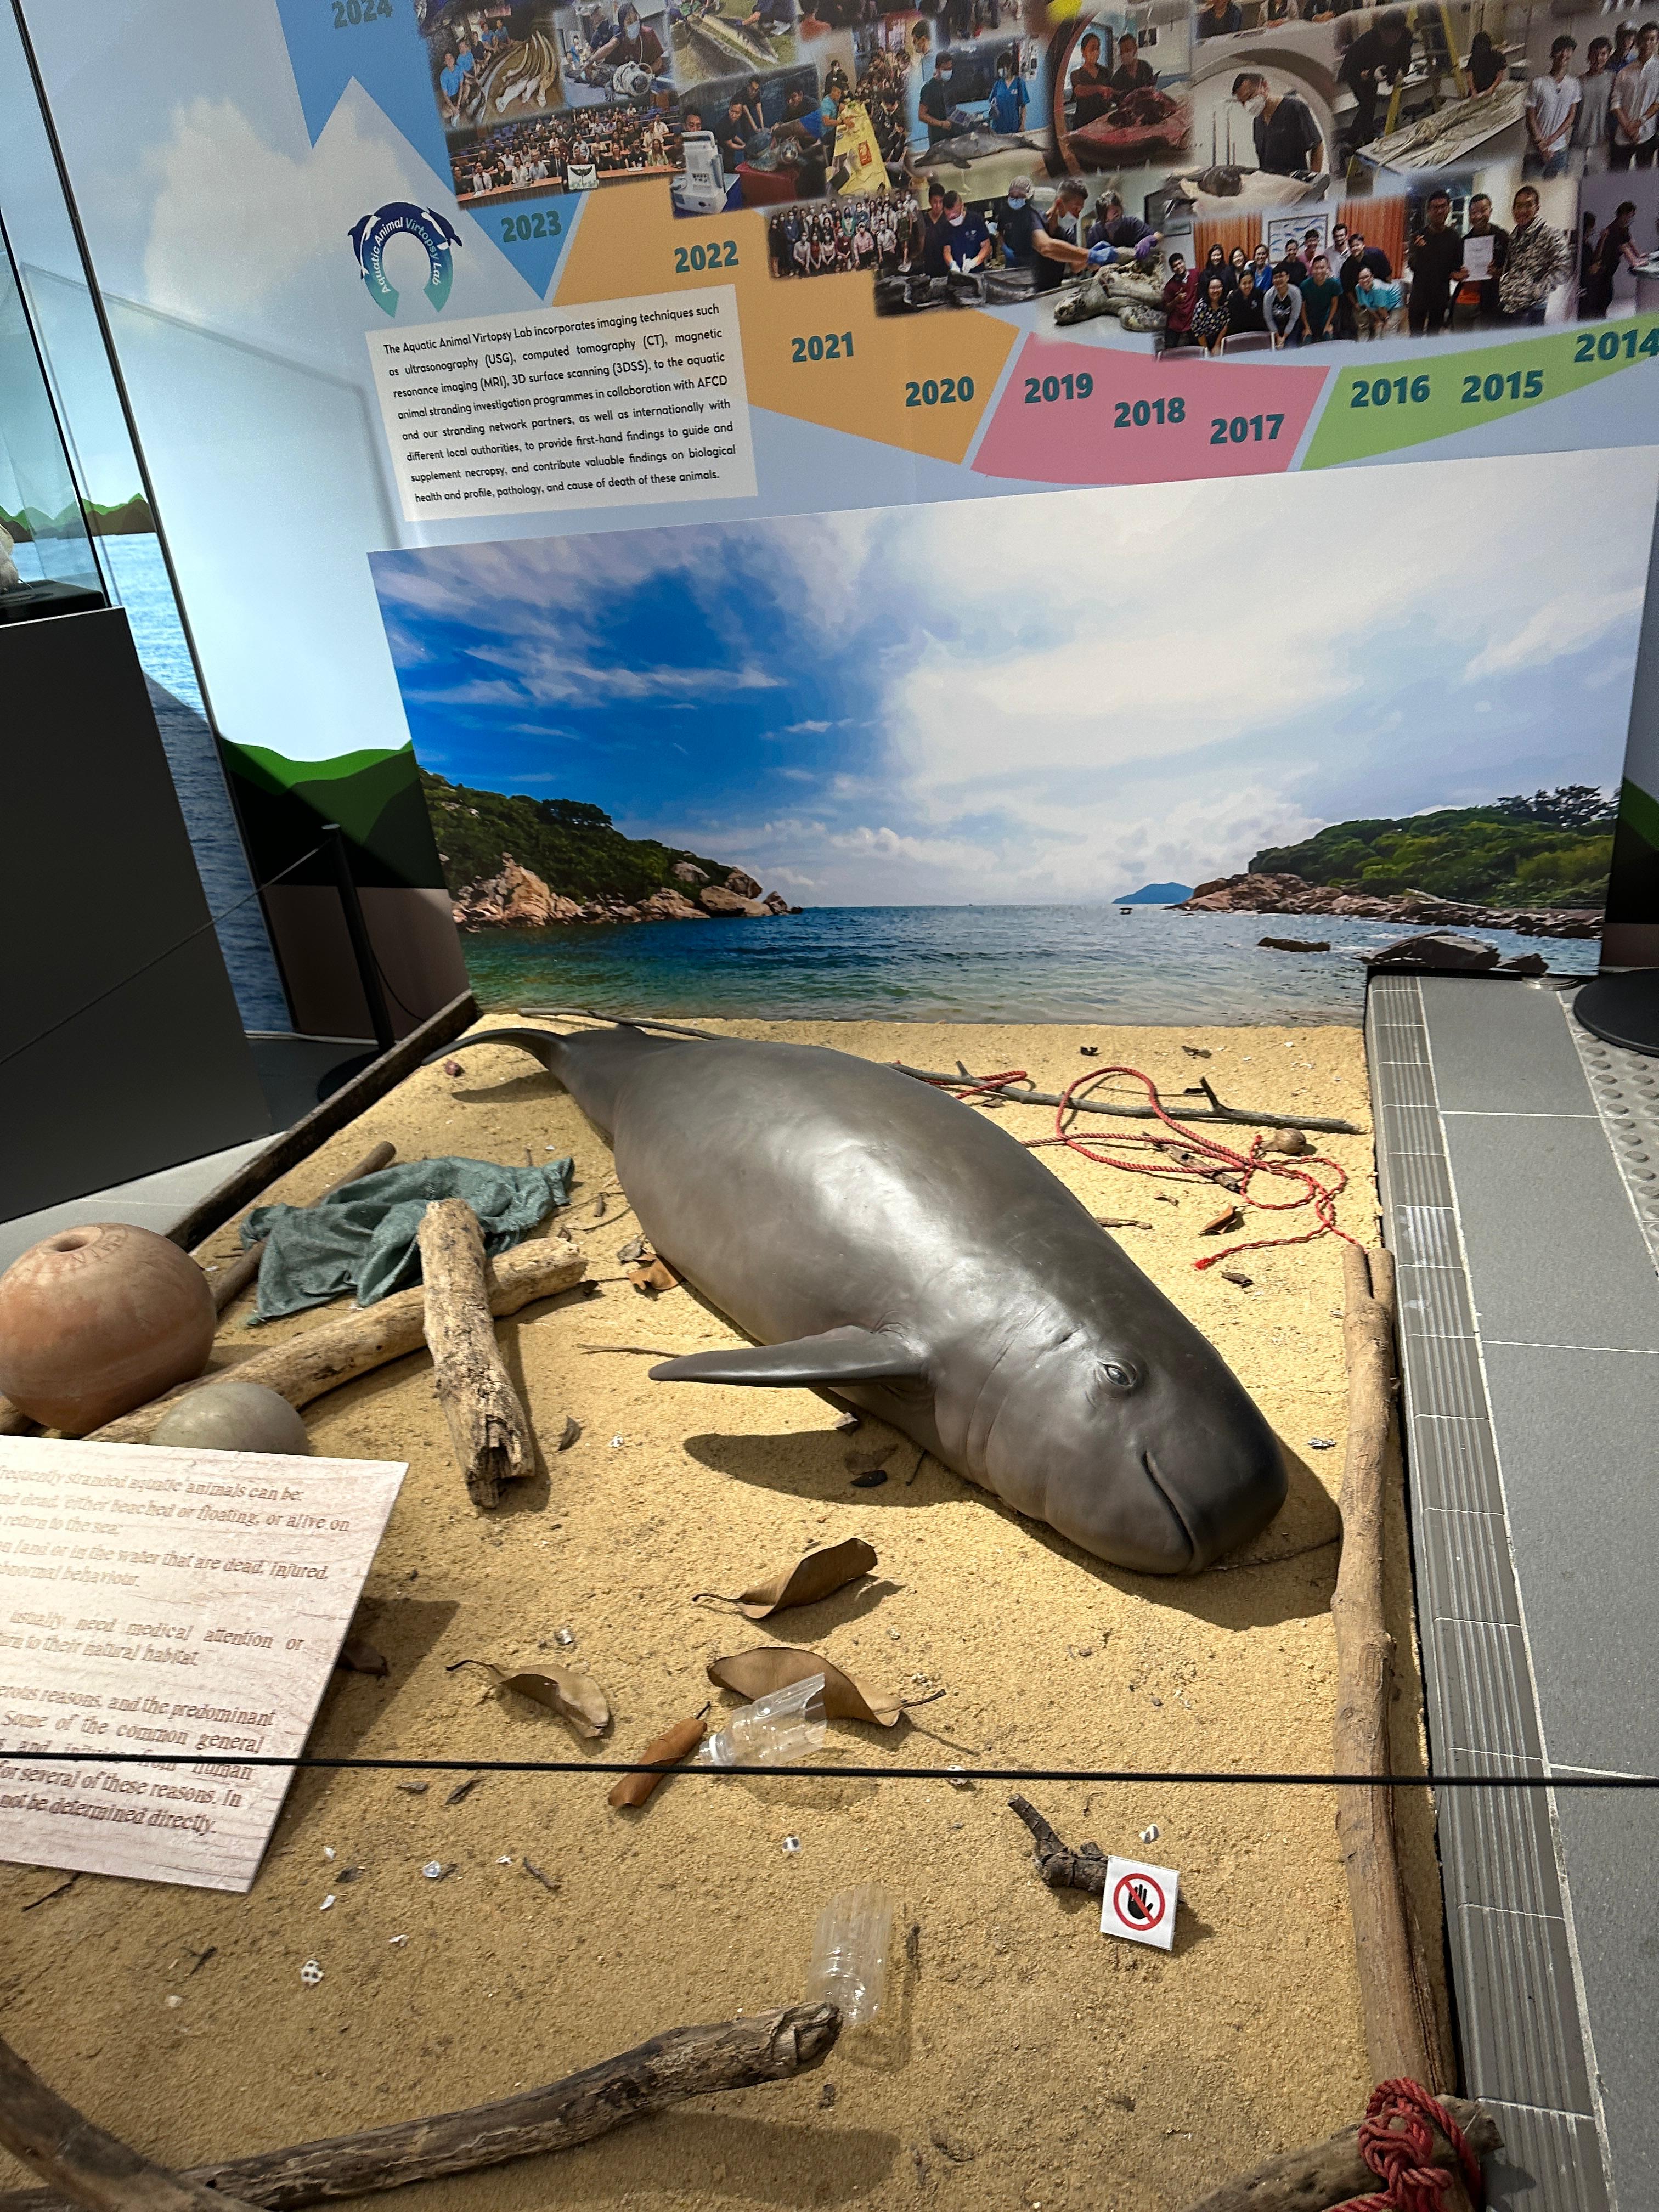 2024
2023
2022
2021
2020
2019
2018
2017
2016
2015
2014
Aquatic Animal Virtopsy Lab
The Aquatic Animal Virtopsy Lab incorporates imaging techniques such
as ultrasonography (USG), computed tomography (CT), magnetic
resonance imaging (MRI), 3D surface scanning (3DSS), to the aquatic
animal stranding investigation programmes in collaboration with AFCD
and our stranding network partners, as well as internationally with
different local authorities, to provide first-hand findings to guide and
supplement necropsy, and contribute valuable findings on biological
health and profile, pathology, and cause of death of these animals.
frequently stranded aquatic animals can be:
dead, either beached or floating, or alive on
return to the sea.
land or in the water that are dead, injured,
abnormal behaviour.
usually need medical attention or
to their natural habitat.
reasons, and the predominant
Some of the common general
and injuries from human
for several of these reasons. In
not be determined directly.